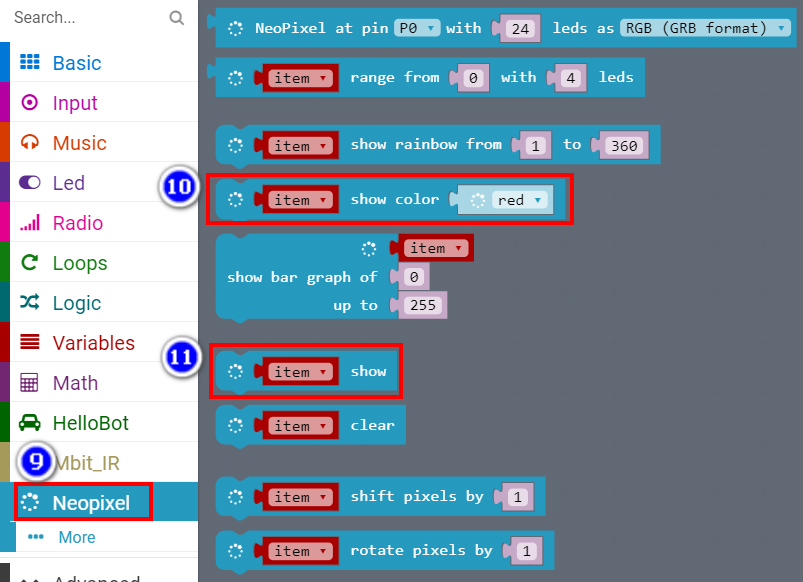 Search...
Basic
Input
Music
Led
Radio
Loops
Logic
Variables
Math
HelloBot
Mbit_IR
Neopixel
More
Advanced
9
10
11
NeoPixel at pin P0 with 24 leds as RGB (GRB format)
item range from 0 with 4 leds
item show rainbow from 1 to 360
item show color red
item
show bar graph of 0
up to 255
item show
item clear
item shift pixels by 1
item rotate pixels by 1